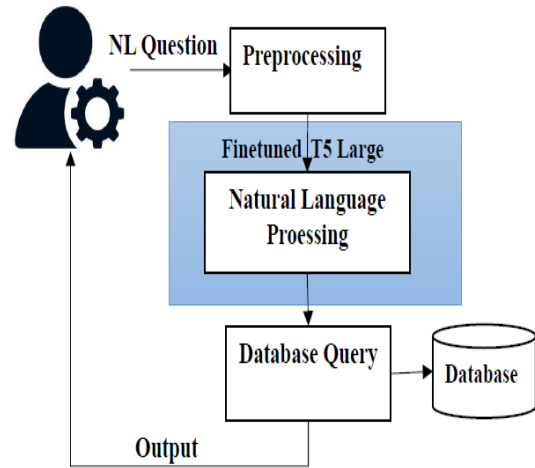 NL Question
Preprocessing
Finetuned T5 Large
Natural Language
Proessing
Database Query
Database
Output